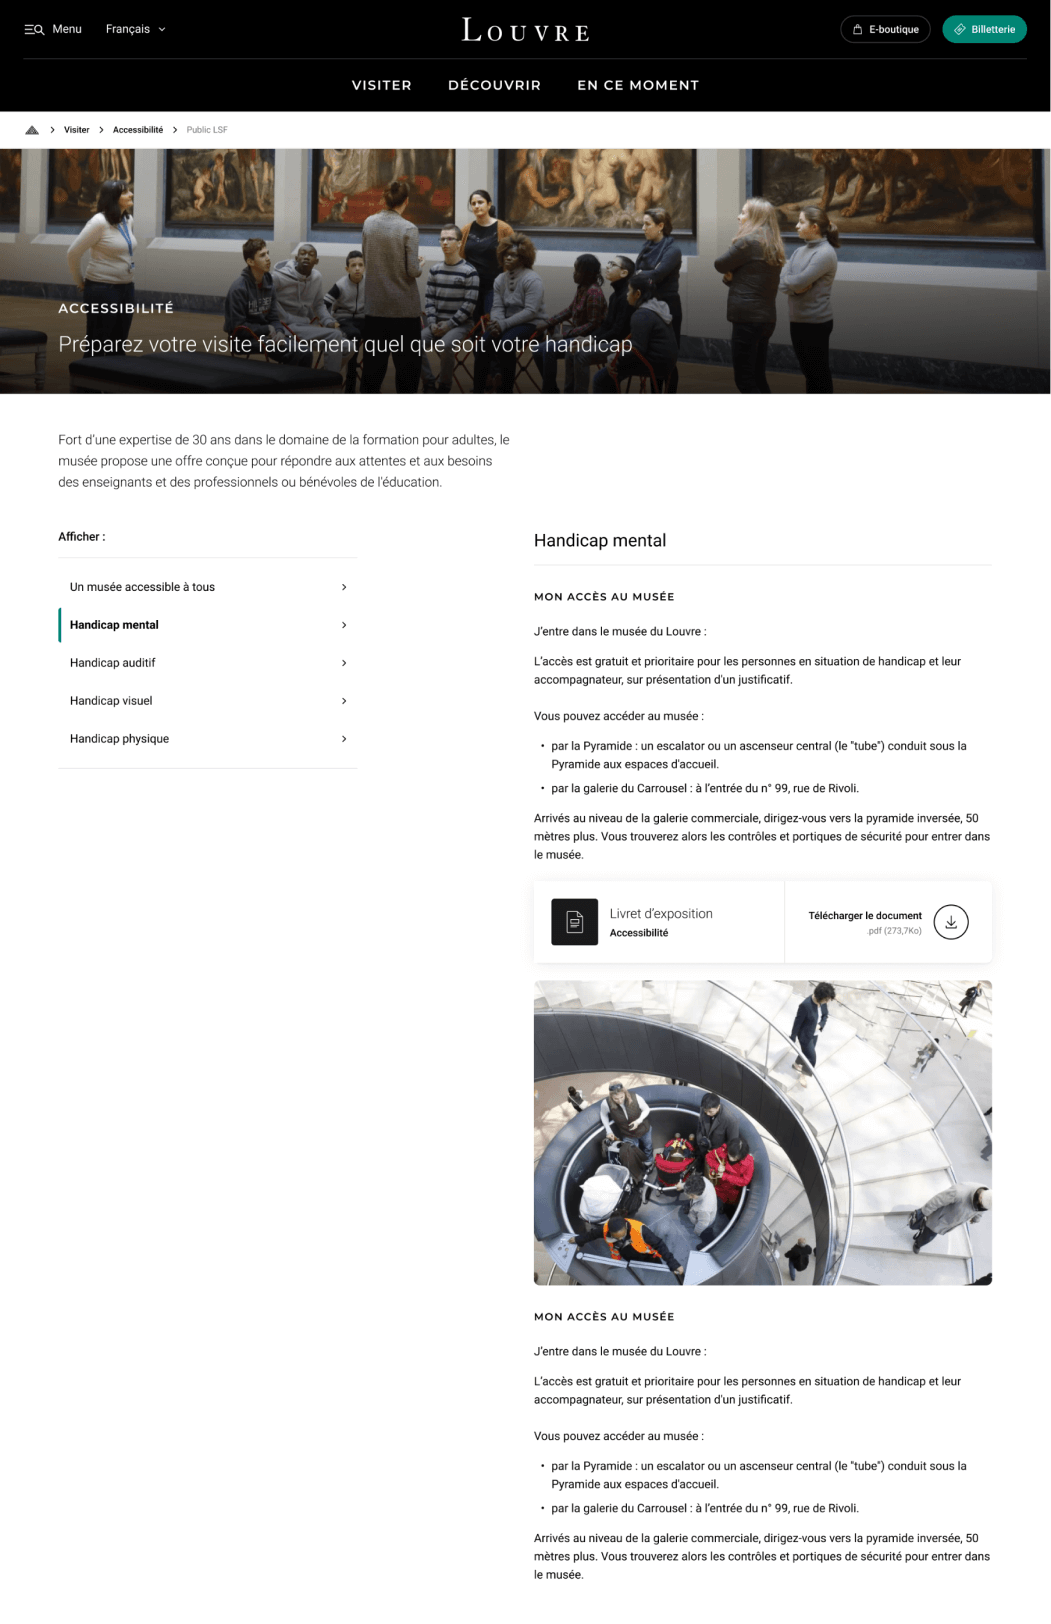 Menu
Français
LOUVRE
E-boutique
Billetterie
VISITER
DÉCOUVRIR
EN CE MOMENT
Visiter
Accessibilité
Public LSF
ACCESSIBILITÉ
Préparez votre visite facilement quel que soit votre handicap
Fort d'une expertise de 30 ans dans le domaine de la formation pour adultes, le
musée propose une offre conçue pour répondre aux attentes et aux besoins
des enseignants et des professionnels ou bénévoles de l'éducation.
Afficher :
Un musée accessible à tous
Handicap mental
Handicap auditif
Handicap visuel
Handicap physique
Handicap mental
MON ACCÈS AU MUSÉE
J'entre dans le musée du Louvre :
L'accès est gratuit et prioritaire pour les personnes en situation de handicap et leur
accompagnateur, sur présentation d'un justificatif.
Vous pouvez accéder au musée :
• par la Pyramide : un escalator ou un ascenseur central (le "tube") conduit sous la
Pyramide aux espaces d'accueil.
• par la galerie du Carrousel : à l'entrée du n° 99, rue de Rivoli.
Arrivés au niveau de la galerie commerciale, dirigez-vous vers la pyramide inversée, 50
mètres plus. Vous trouverez alors les contrôles et portiques de sécurité pour entrer dans
le musée.
Livret d'exposition
Accessibilité
Télécharger le document
.pdf (273,7Ko)
MON ACCÈS AU MUSÉE
J'entre dans le musée du Louvre :
L'accès est gratuit et prioritaire pour les personnes en situation de handicap et leur
accompagnateur, sur présentation d'un justificatif.
Vous pouvez accéder au musée :
• par la Pyramide : un escalator ou un ascenseur central (le "tube") conduit sous la
Pyramide aux espaces d'accueil.
• par la galerie du Carrousel : à l'entrée du n° 99, rue de Rivoli.
Arrivés au niveau de la galerie commerciale, dirigez-vous vers la pyramide inversée, 50
mètres plus. Vous trouverez alors les contrôles et portiques de sécurité pour entrer dans
le musée.